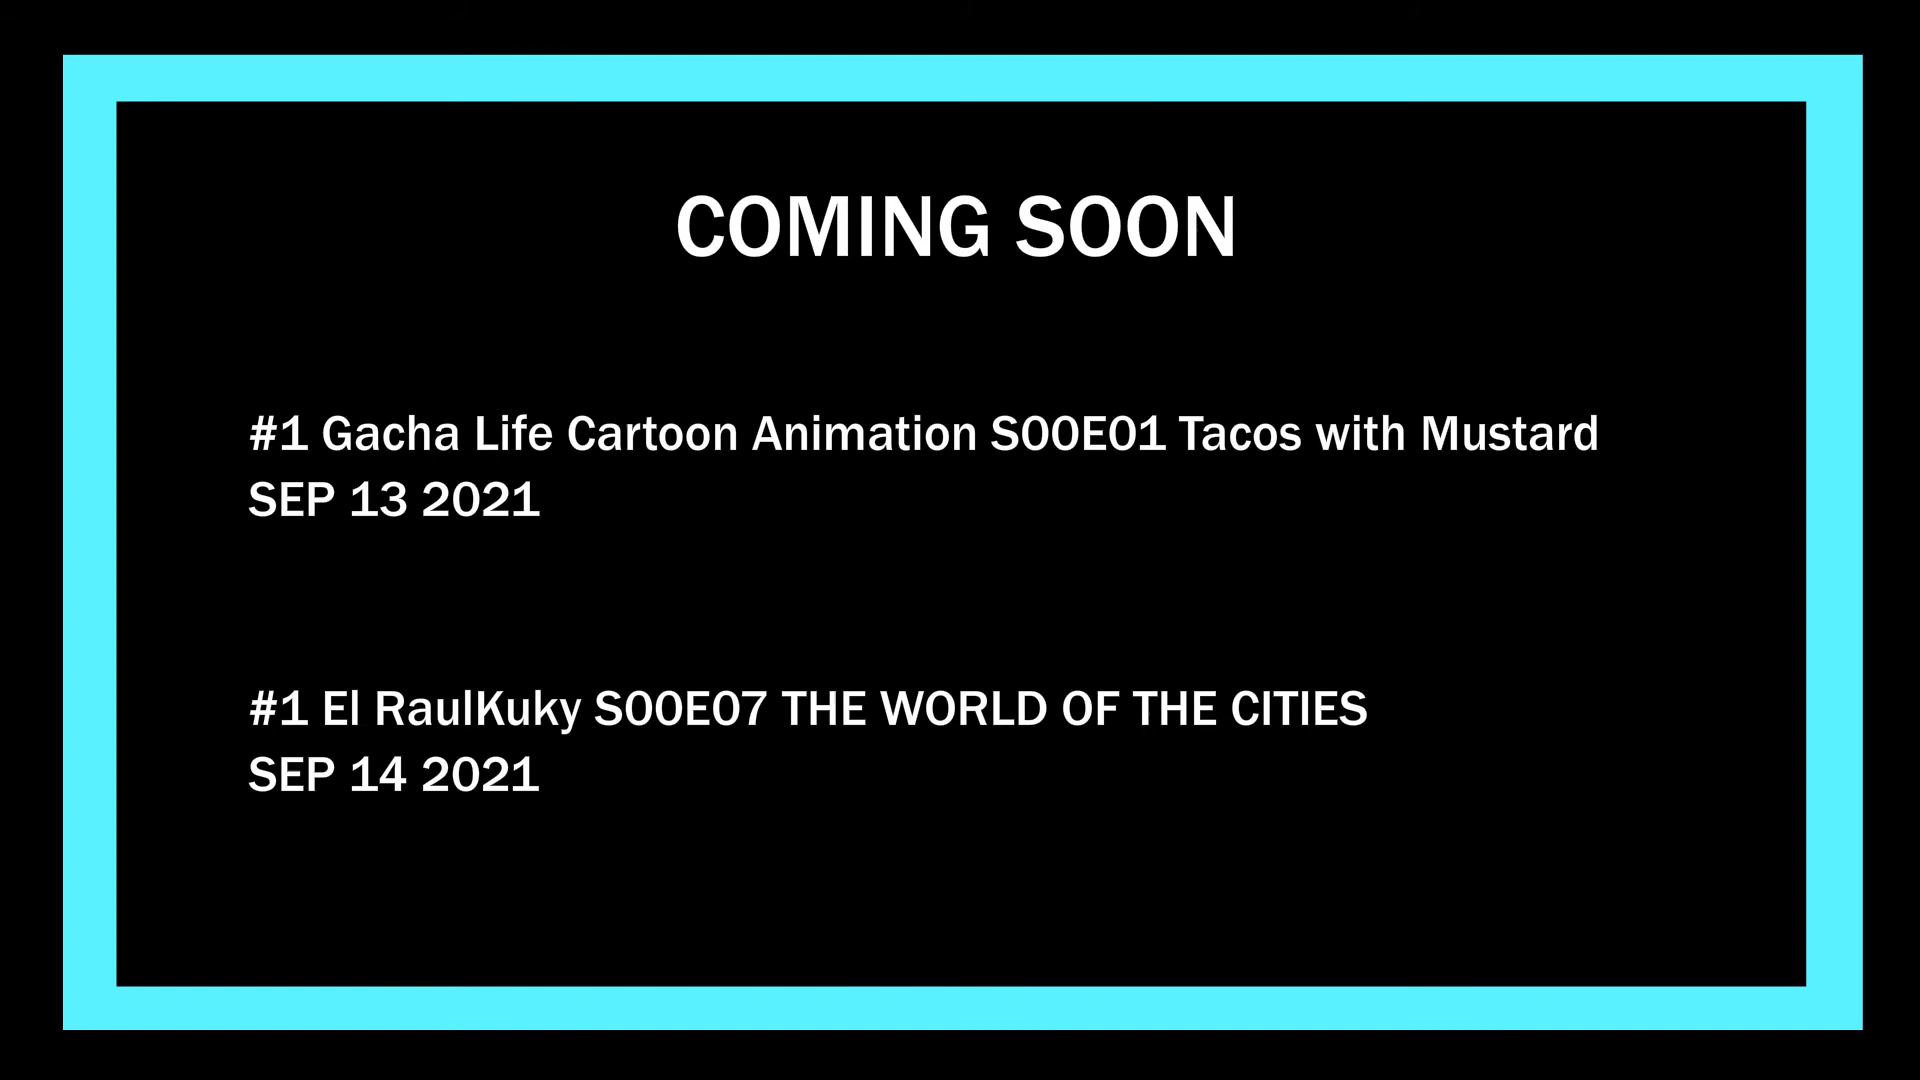 COMING SOON
#1 Gacha Life Cartoon Animation S00E01 Tacos with Mustard
SEP 13 2021
#1 El RaulKuky S00E07 THE WORLD OF THE CITIES
SEP 14 2021